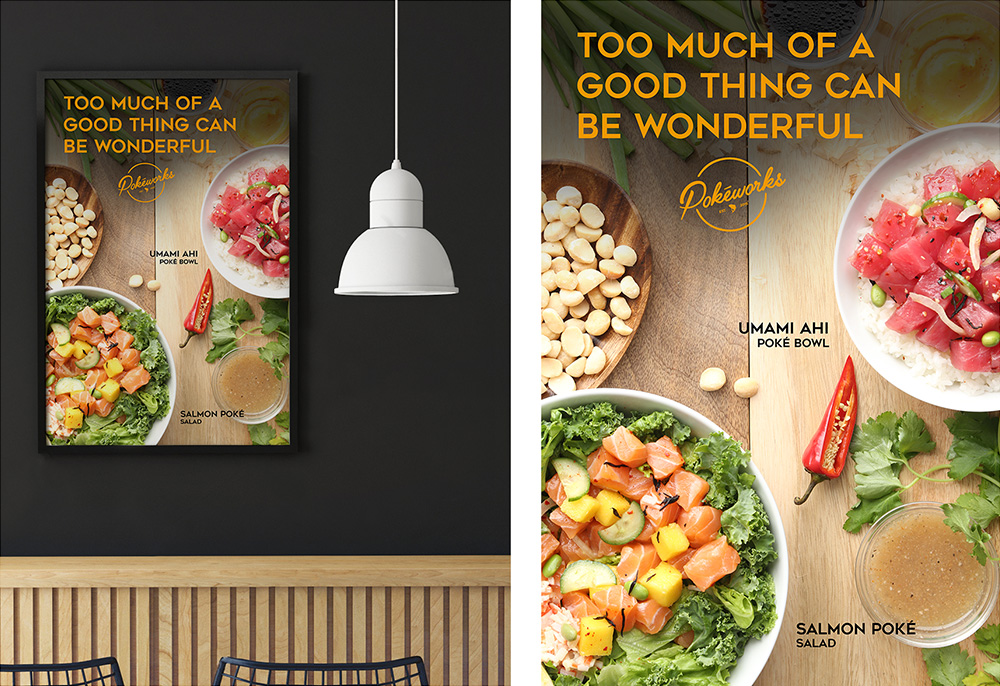 TOO MUCH OF A
GOOD THING CAN
BE WONDERFUL
Pokéworks
UMAMI AHI
POKÉ BOWL
SALMON POKÉ
SALAD
TOO MUCH OF A
GOOD THING CAN
BE WONDERFUL
Pokéworks
UMAMI AHI
POKÉ BOWL
SALMON POKÉ
SALAD